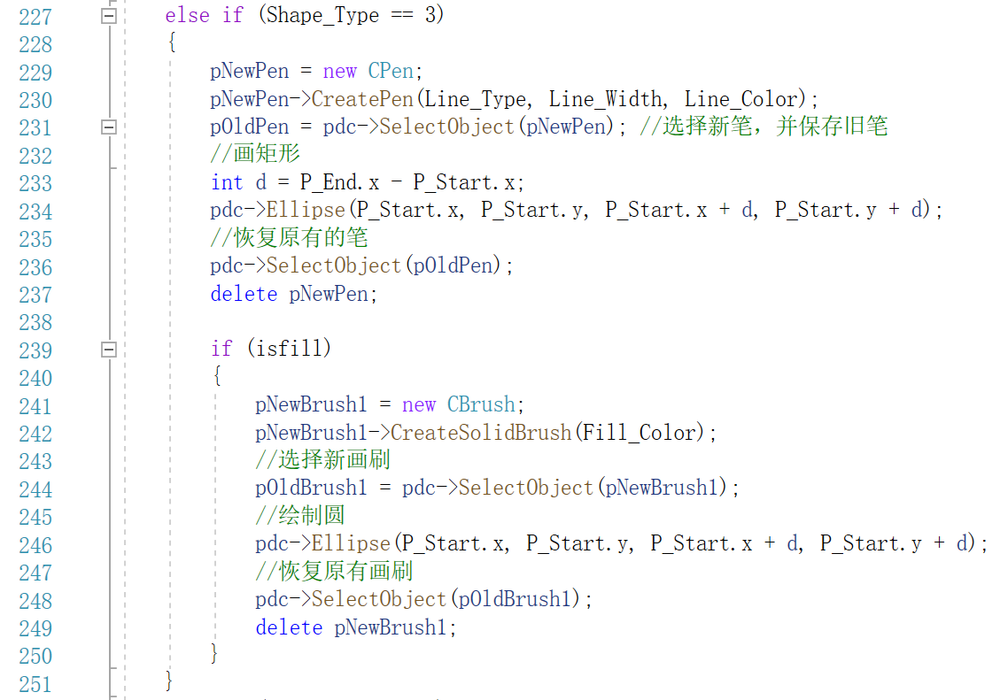 227 else if (Shape_Type == 3)
228 {
229 pNewPen = new CPen;
230 pNewPen->CreatePen(Line_Type, Line_Width, Line_Color);
231 pOldPen = pdc->SelectObject(pNewPen); //选择新笔，并保存旧笔
232 //画矩形
233 int d = P_End.x - P_Start.x;
234 pdc->Ellipse(P_Start.x, P_Start.y, P_Start.x + d, P_Start.y + d);
235 //恢复原有的笔
236 pdc->SelectObject(pOldPen);
237 delete pNewPen;
238
239 if (isfill)
240 {
241 pNewBrush1 = new CBrush;
242 pNewBrush1->CreateSolidBrush(Fill_Color);
243 //选择新画刷
244 pOldBrush1 = pdc->SelectObject(pNewBrush1);
245 //绘制圆
246 pdc->Ellipse(P_Start.x, P_Start.y, P_Start.x + d, P_Start.y + d);
247 //恢复原有画刷
248 pdc->SelectObject(pOldBrush1);
249 delete pNewBrush1;
250 }
251 }